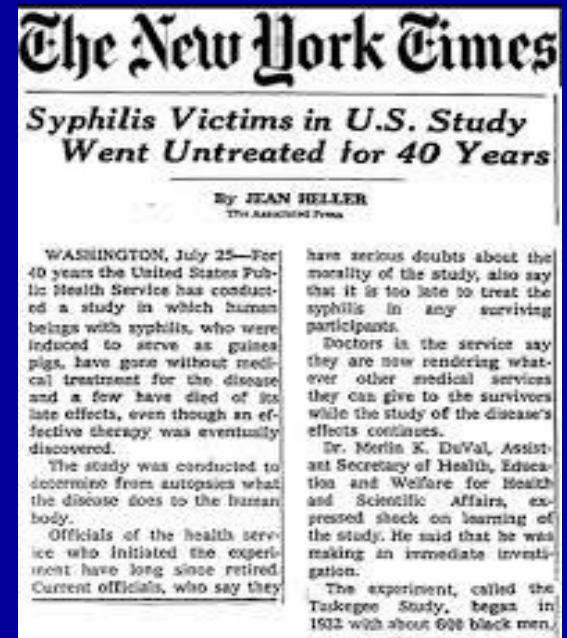 The New York Times
Syphilis Victims in U.S. Study
Went Untreated for 40 Years
By JEAN HELLER
The Associated Press
WASHINGTON, July 25—For
40 years the United States Pub-
lic Health Service has conduct-
ed a study in which human
beings with syphilis, who were
induced to serve as guinea
pigs, have gone without medi-
cal treatment for the disease
and a few have died of its
late effects, even though an ef-
fective therapy was eventually
discovered.
The study was conducted to
determine from autopsies what
the disease does to the human
body.
Officials of the health serv-
ice who initiated the experi-
ment have long since retired.
Current officials, who say they
have serious doubts about the
morality of the study, also say
that it is too late to treat the
syphilis in any surviving
participants.
Doctors in the service say
they are now rendering what-
ever other medical services
they can give to the survivors
while the study of the disease's
effects continues.
Dr. Merlin K. DuVal, Assist-
ant Secretary of Health, Educa-
tion and Welfare for Health
and Scientific Affairs, ex-
pressed shock on learning of
the study. He said that he was
making an immediate investi-
gation.
The experiment, called the
Tuskegee Study, began in
1932 with about 600 black men,